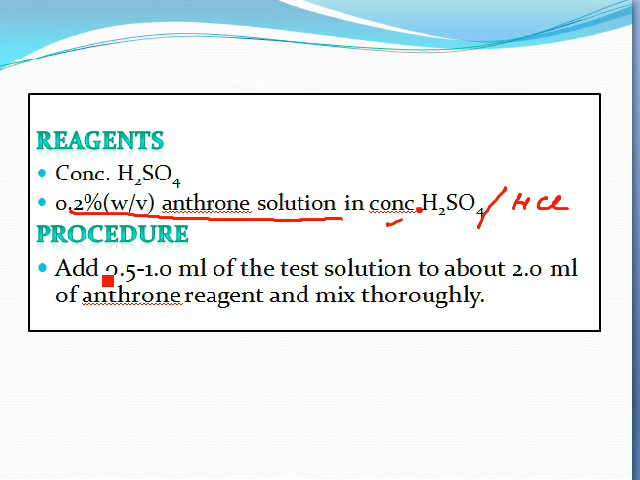 REAGENTS
• Conc. H₂SO₄
• 0.2%(w/v) anthrone solution in conc.H₂SO₄ / HCl
PROCEDURE
• Add 0.5-1.0 ml of the test solution to about 2.0 ml
of anthrone reagent and mix thoroughly.